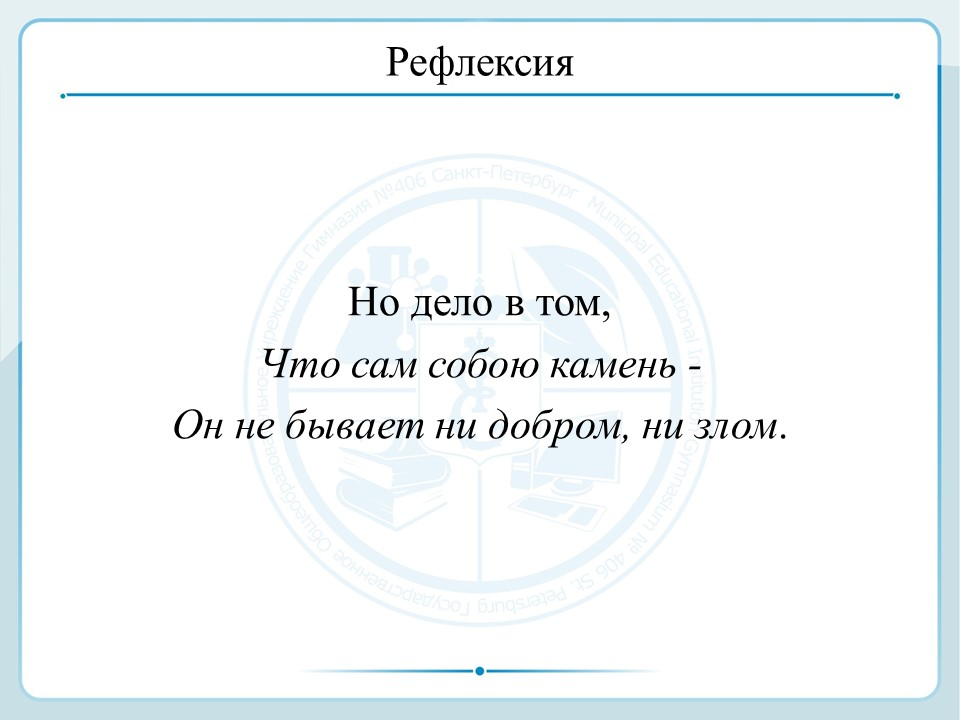 Рефлексия
Но дело в том,
Что сам собою камень -
Он не бывает ни добром, ни злом.
Государственное Общеобразовательное Учреждение Гимназия №406 Санкт-Петербург
Municipal Educational Institution Gymnasium № 406 St. Petersburg